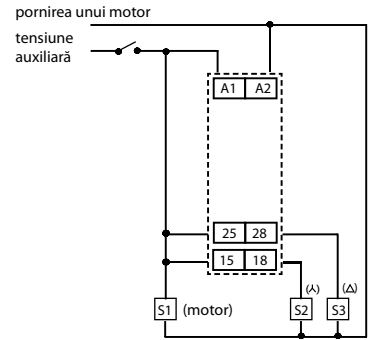 pornirea unui motor
tensiune
auxiliară
A1 A2
25 28
15 18
(⅄) (△)
S1 (motor) S2 S3